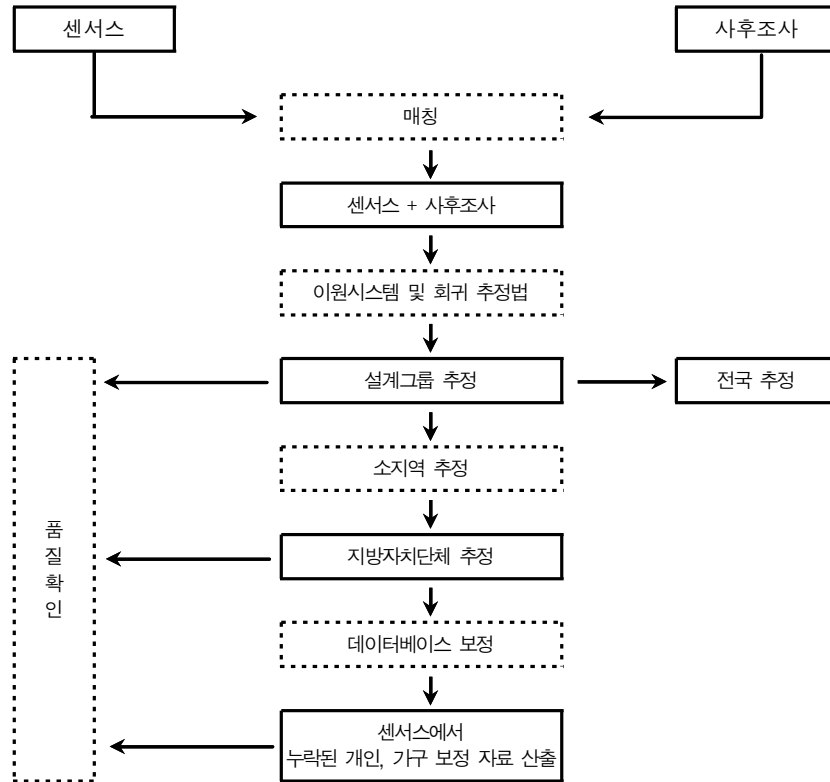 센서스
사후조사
매칭
센서스 + 사후조사
이원시스템 및 회귀 추정법
설계그룹 추정
전국 추정
소지역 추정
품
질
확
인
지방자치단체 추정
데이터베이스 보정
센서스에서
누락된 개인, 가구 보정 자료 산출